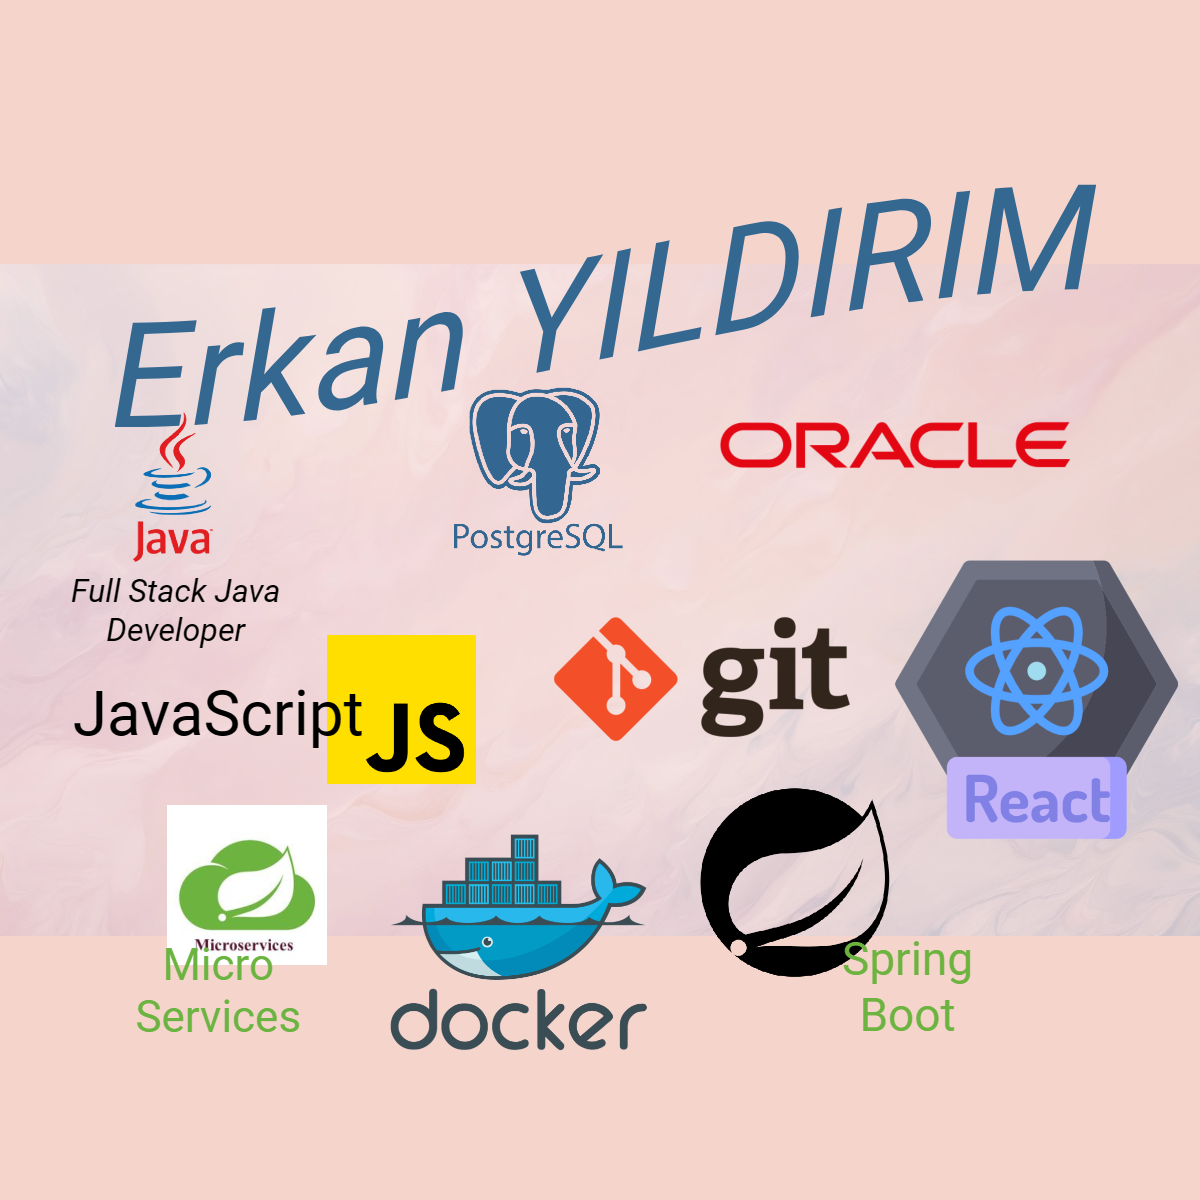 Erkan YILDIRIM
Java
PostgreSQL
ORACLE
Full Stack Java
Developer
JavaScript
JS
git
React
Microservices
Micro
Services
docker
Spring
Boot